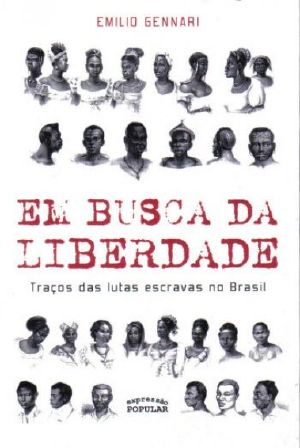 EMILIO GENNARI
EM BUSCA DA
LIBERDADE
Traços das lutas escravas no Brasil
expressão
POPULAR